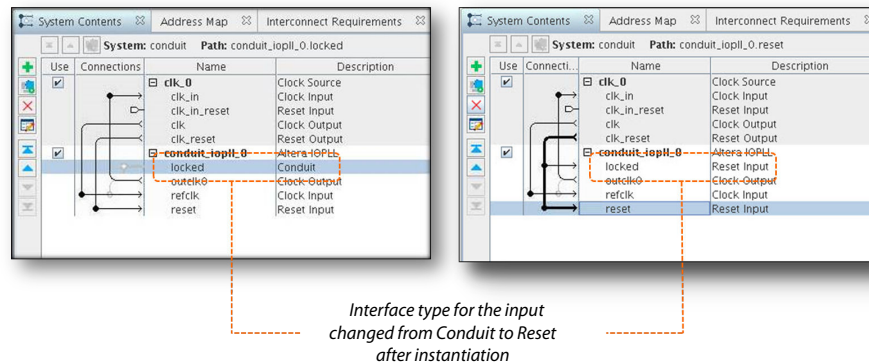 System Contents Address Map Interconnect Requirements
System: conduit Path: conduit_iopll_0.locked
Use Connections Name Description
clk_0 Clock Source
clk_in Clock Input
clk_in_reset Reset Input
clk Clock Output
clk_reset Reset Output
conduit_iopll_0 Altera IOPLL
locked Conduit
outclk0 Clock Output
refclk Clock Input
reset Reset Input
System Contents Address Map Interconnect Requirements
System: conduit Path: conduit_iopll_0.reset
Use Connecti... Name Description
clk_0 Clock Source
clk_in Clock Input
clk_in_reset Reset Input
clk Clock Output
clk_reset Reset Output
conduit_iopll_0 Altera IOPLL
locked Reset Input
outclk0 Clock Output
refclk Clock Input
reset Reset Input
Interface type for the input
changed from Conduit to Reset
after instantiation